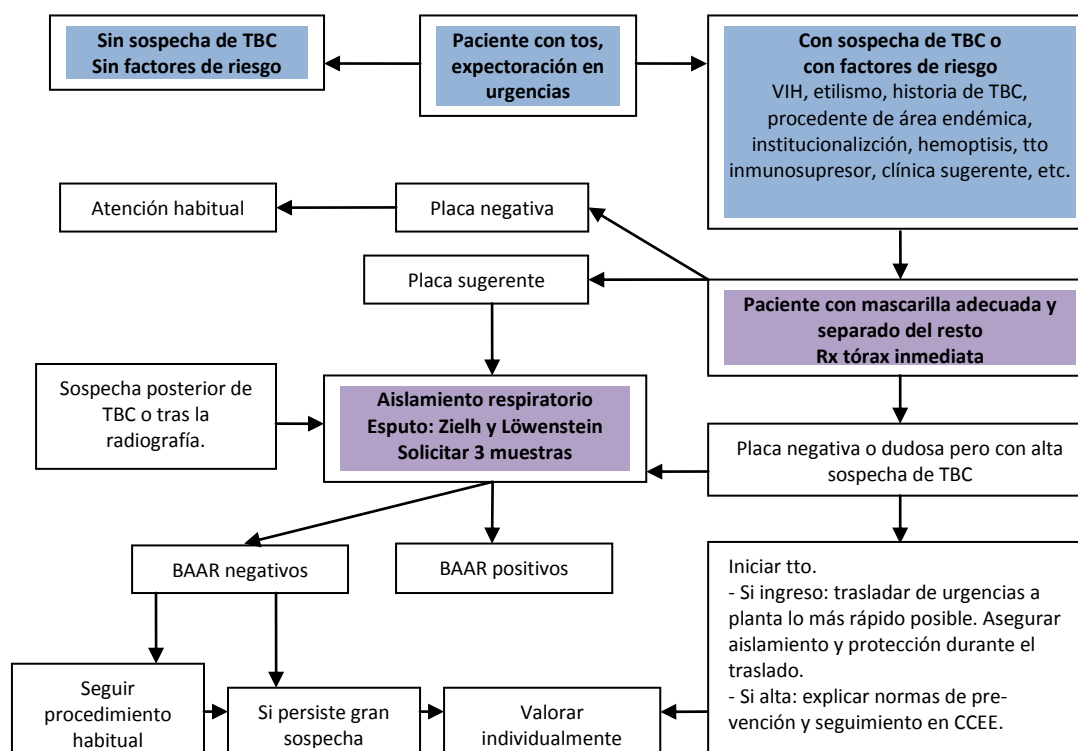 Sin sospecha de TBC
Sin factores de riesgo
Paciente con tos,
expectoración en
urgencias
Con sospecha de TBC o
con factores de riesgo
VIH, etilismo, historia de TBC,
procedente de área endémica,
institucionalizción, hemoptisis, tto
inmunosupresor, clínica sugerente, etc.
Atención habitual
Placa negativa
Placa sugerente
Paciente con mascarilla adecuada y
separado del resto
Rx tórax inmediata
Sospecha posterior de
TBC o tras la
radiografía.
Aislamiento respiratorio
Esputo: Zielh y Löwenstein
Solicitar 3 muestras
Placa negativa o dudosa pero con alta
sospecha de TBC
BAAR negativos
BAAR positivos
Iniciar tto.
- Si ingreso: trasladar de urgencias a
planta lo más rápido posible. Asegurar
aislamiento y protección durante el
traslado.
- Si alta: explicar normas de pre-
vención y seguimiento en CCEE.
Seguir
procedimiento
habitual
Si persiste gran
sospecha
Valorar
individualmente